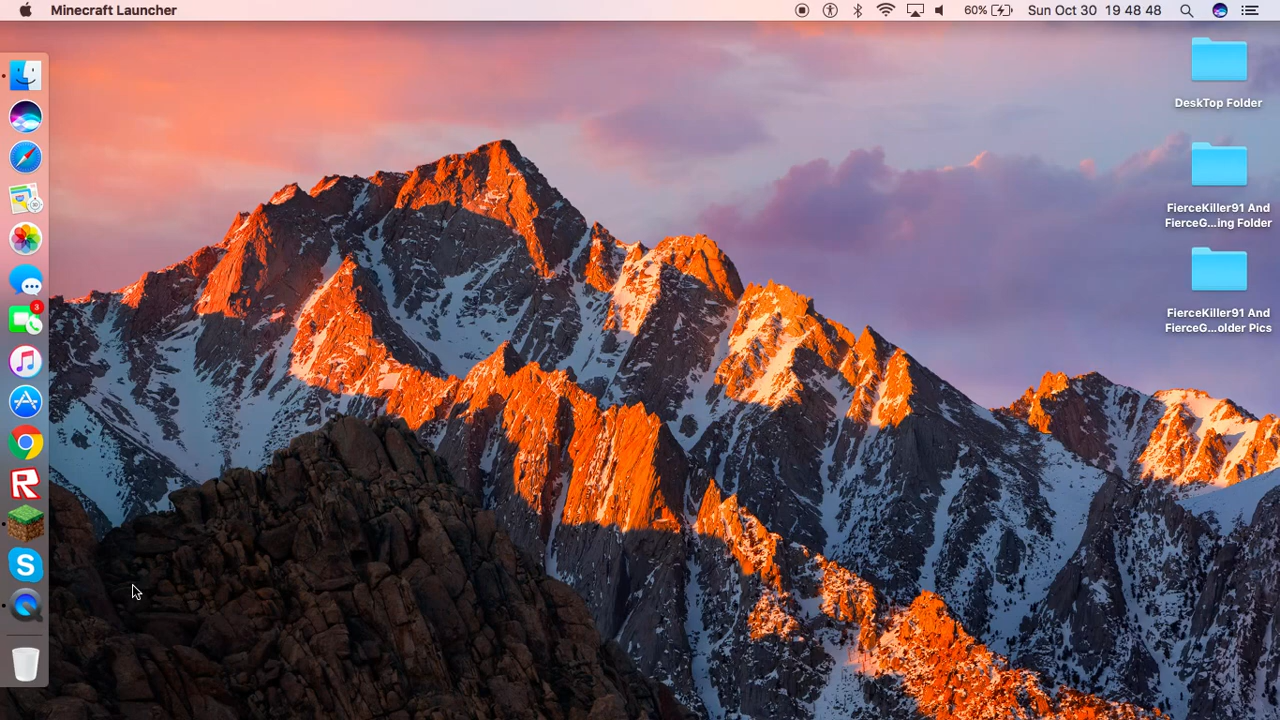 Minecraft Launcher
60%
Sun Oct 30 19 48 48
DeskTop Folder
FierceKiller91 And
FierceG...ing Folder
FierceKiller91 And
FierceG...older Pics
3